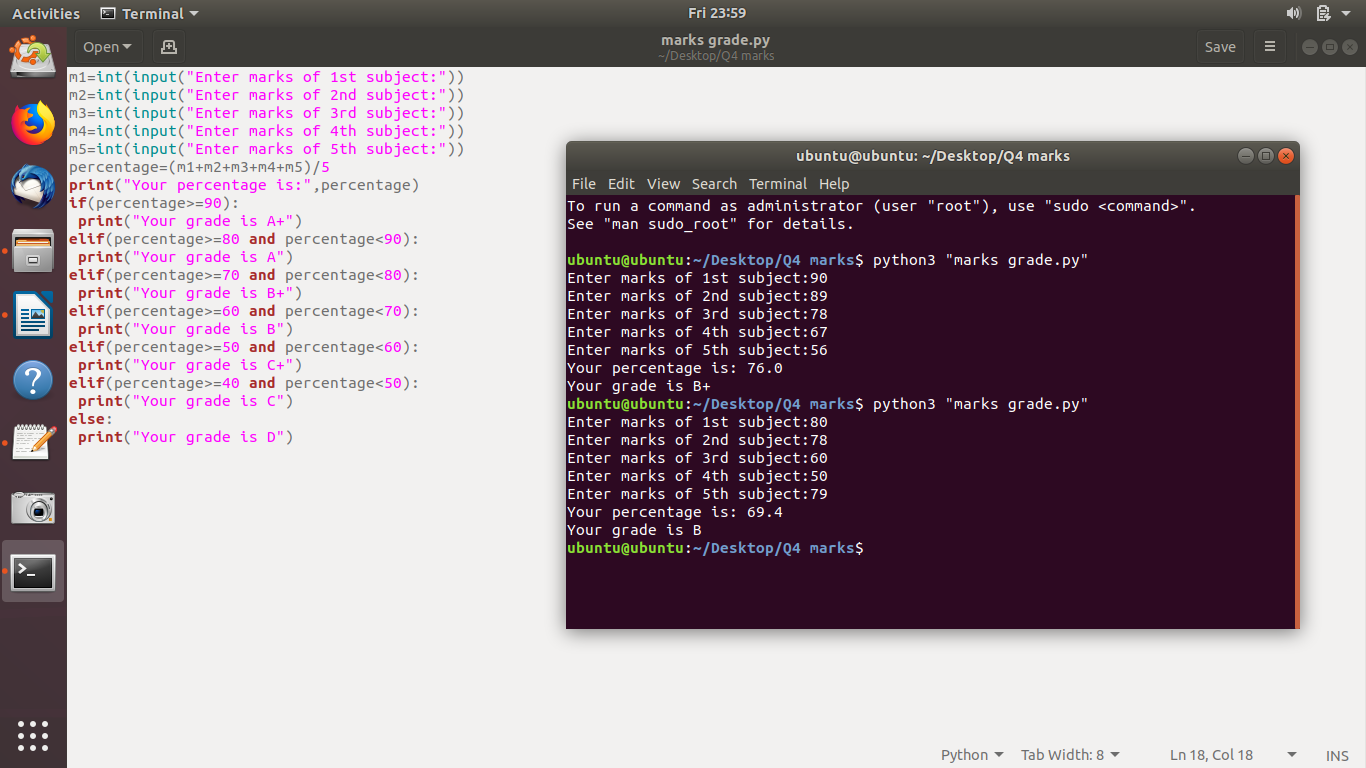 Activities Terminal Fri 23:59
Open marks grade.py Save
~/Desktop/Q4 marks
m1=int(input("Enter marks of 1st subject:"))
m2=int(input("Enter marks of 2nd subject:"))
m3=int(input("Enter marks of 3rd subject:"))
m4=int(input("Enter marks of 4th subject:"))
m5=int(input("Enter marks of 5th subject:"))
percentage=(m1+m2+m3+m4+m5)/5
print("Your percentage is:",percentage)
if(percentage>=90):
 print("Your grade is A+")
elif(percentage>=80 and percentage<90):
 print("Your grade is A")
elif(percentage>=70 and percentage<80):
 print("Your grade is B+")
elif(percentage>=60 and percentage<70):
 print("Your grade is B")
elif(percentage>=50 and percentage<60):
 print("Your grade is C+")
elif(percentage>=40 and percentage<50):
 print("Your grade is C")
else:
 print("Your grade is D")
ubuntu@ubuntu: ~/Desktop/Q4 marks
File Edit View Search Terminal Help
To run a command as administrator (user "root"), use "sudo <command>".
See "man sudo_root" for details.
ubuntu@ubuntu:~/Desktop/Q4 marks$ python3 "marks grade.py"
Enter marks of 1st subject:90
Enter marks of 2nd subject:89
Enter marks of 3rd subject:78
Enter marks of 4th subject:67
Enter marks of 5th subject:56
Your percentage is: 76.0
Your grade is B+
ubuntu@ubuntu:~/Desktop/Q4 marks$ python3 "marks grade.py"
Enter marks of 1st subject:80
Enter marks of 2nd subject:78
Enter marks of 3rd subject:60
Enter marks of 4th subject:50
Enter marks of 5th subject:79
Your percentage is: 69.4
Your grade is B
ubuntu@ubuntu:~/Desktop/Q4 marks$
Python Tab Width: 8 Ln 18, Col 18 INS